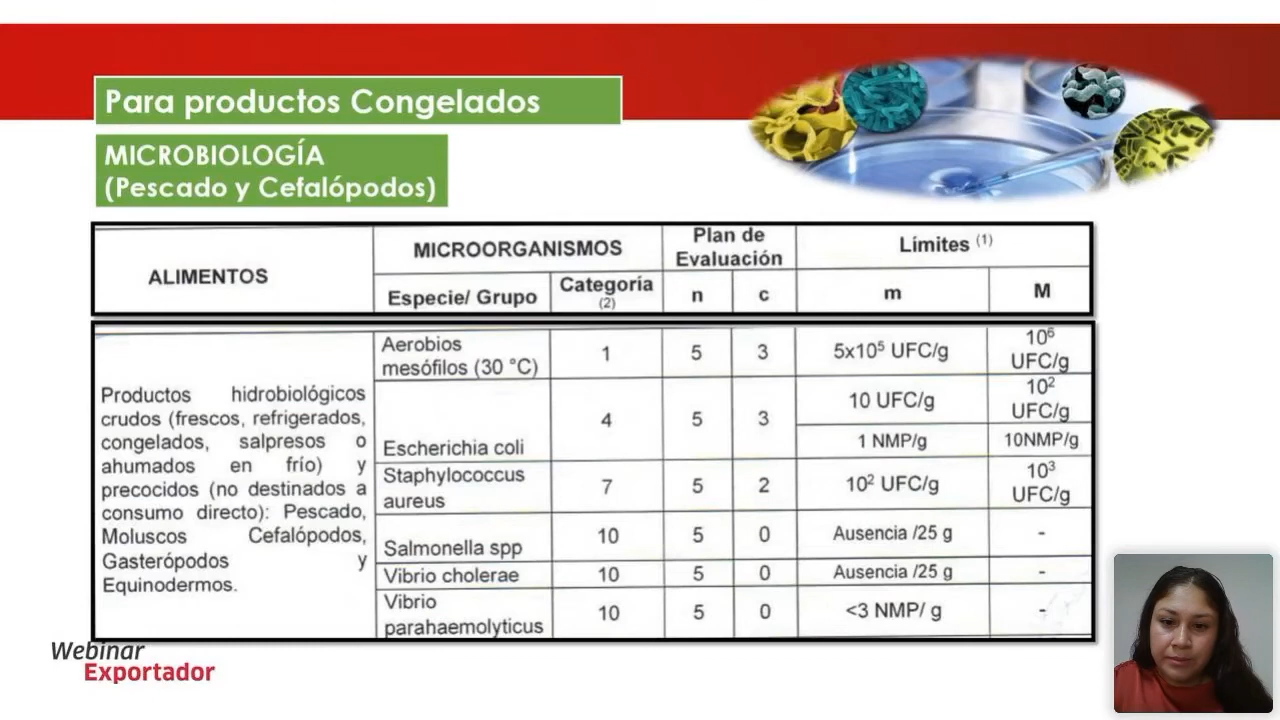 Para productos Congelados
MICROBIOLOGÍA
(Pescado y Cefalópodos)
ALIMENTOS
MICROORGANISMOS
Plan de
Evaluación
Límites (1)
Especie/ Grupo
Categoría
(2)
n
c
m
M
Productos hidrobiológicos
crudos (frescos, refrigerados,
congelados, salpresos o
ahumados en frío) y
precocidos (no destinados a
consumo directo): Pescado,
Moluscos Cefalópodos,
Gasterópodos y
Equinodermos.
Aerobios
mesófilos (30 °C)
1
5
3
5x10⁵ UFC/g
10⁶
UFC/g
Escherichia coli
4
5
3
10 UFC/g
10²
UFC/g
1 NMP/g
10NMP/g
Staphylococcus
aureus
7
5
2
10² UFC/g
10³
UFC/g
Salmonella spp
10
5
0
Ausencia /25 g
-
Vibrio cholerae
10
5
0
Ausencia /25 g
-
Vibrio
parahaemolyticus
10
5
0
<3 NMP/ g
-
Webinar
Exportador